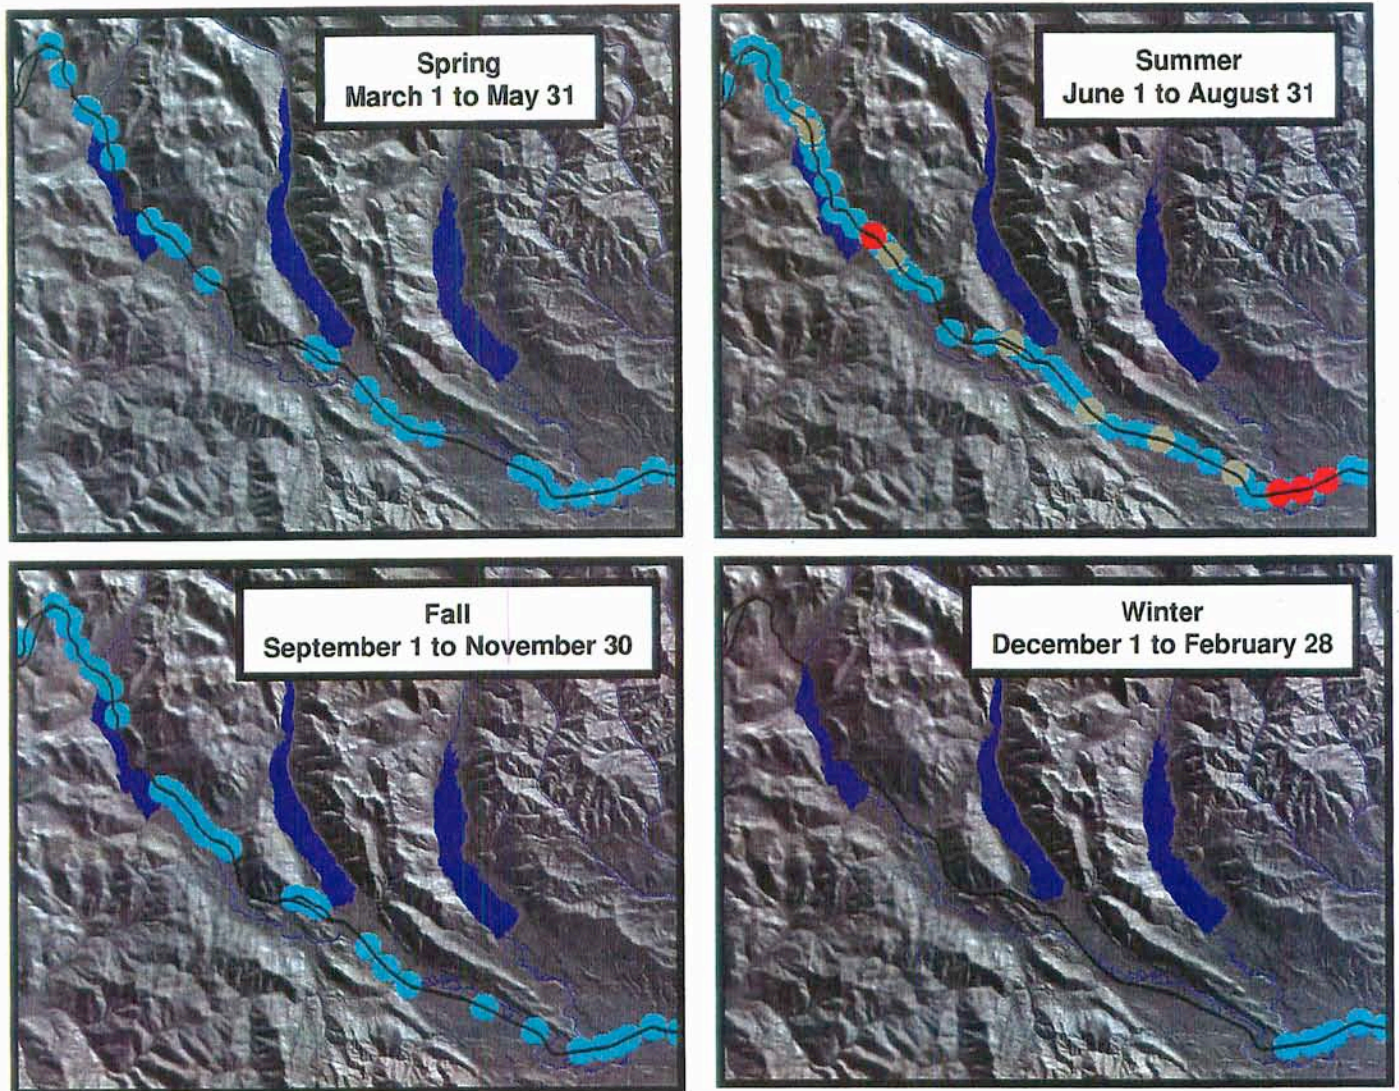 Spring
March 1 to May 31
Summer
June 1 to August 31
Fall
September 1 to November 30
Winter
December 1 to February 28